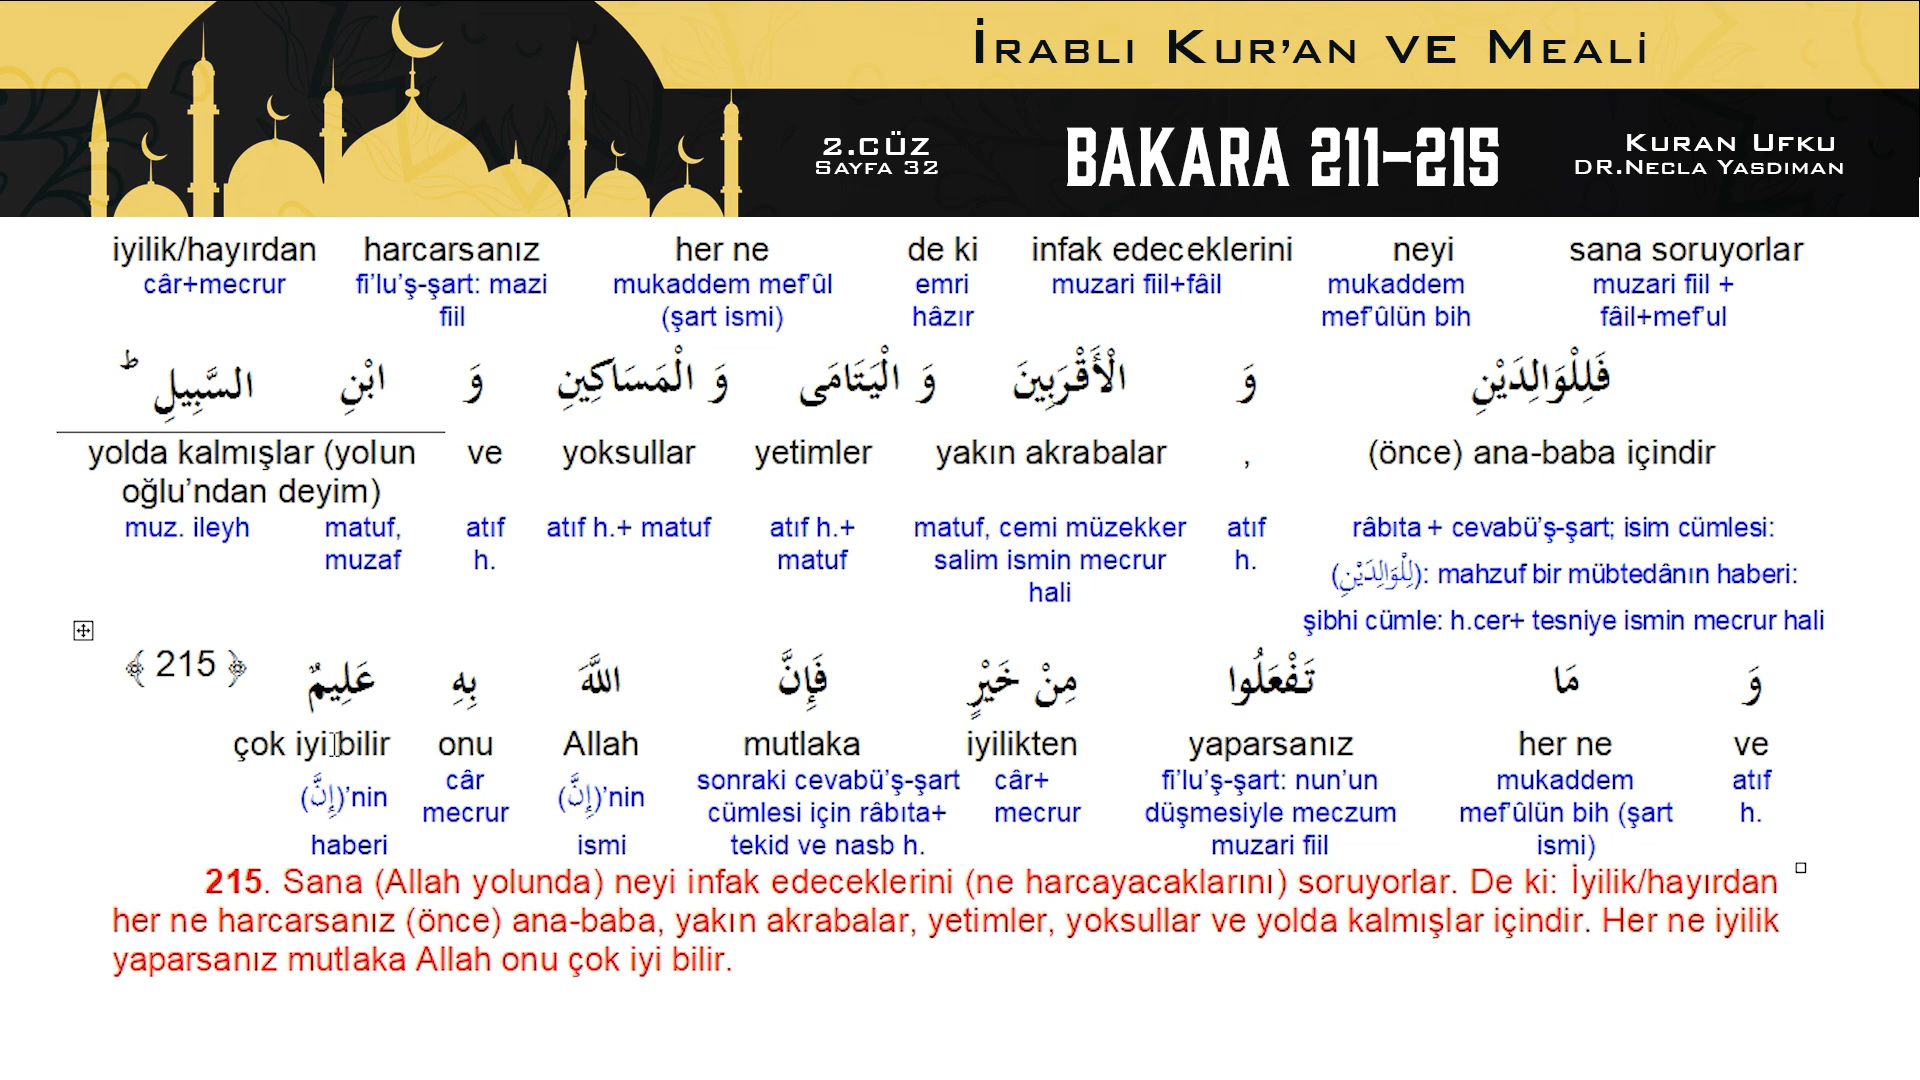 İRABLI KUR'AN VE MEALİ
2.CÜZ
SAYFA 32
BAKARA 211-215
KURAN UFKU
DR.NECLA YASDIMAN
iyilik/hayırdan harcarsanız her ne de ki infak edeceklerini neyi sana soruyorlar
câr+mecrur fi’lu’ş-şart: mazi mukaddem mef’ûl emri muzari fiil+fâil mukaddem muzari fiil +
fiil (şart ismi) hâzır mef’ûlün bih fâil+mef’ul
فَلِلْوَالِدَيْنِ وَ الْأَقْرَبِينَ وَ الْيَتَامَى وَ الْمَسَاكِينِ وَ ابْنِ السَّبِيلِ ۜط
yolda kalmışlar (yolun ve yoksullar yetimler yakın akrabalar , (önce) ana-baba içindir
oğlu’ndan deyim)
muz. ileyh matuf, atıf atıf h.+ matuf atıf h.+ matuf, cemi müzekker atıf râbıta + cevabü’ş-şart; isim cümlesi:
muzaf h. matuf salim ismin mecrur h. (لِلْوَالِدَيْنِ): mahzuf bir mübtedânın haberi:
hali şibhi cümle: h.cer+ tesniye ismin mecrur hali
وَ مَا تَفْعَلُوا مِنْ خَيْرٍ فَإِنَّ اللَّهَ بِهِ عَلِيمٌ ﴿215﴾
çok iyi bilir onu Allah mutlaka iyilikten yaparsanız her ne ve
(إِنَّ)’nin câr (إِنَّ)’nin sonraki cevabü’ş-şart câr+ fi’lu’ş-şart: nun’un mukaddem atıf
haberi mecrur ismi cümlesi için râbıta+ mecrur düşmesiyle meczum mef’ûlün bih (şart h.
tekid ve nasb h. muzari fiil ismi)
215. Sana (Allah yolunda) neyi infak edeceklerini (ne harcayacaklarını) soruyorlar. De ki: İyilik/hayırdan
her ne harcarsanız (önce) ana-baba, yakın akrabalar, yetimler, yoksullar ve yolda kalmışlar içindir. Her ne iyilik
yaparsanız mutlaka Allah onu çok iyi bilir.